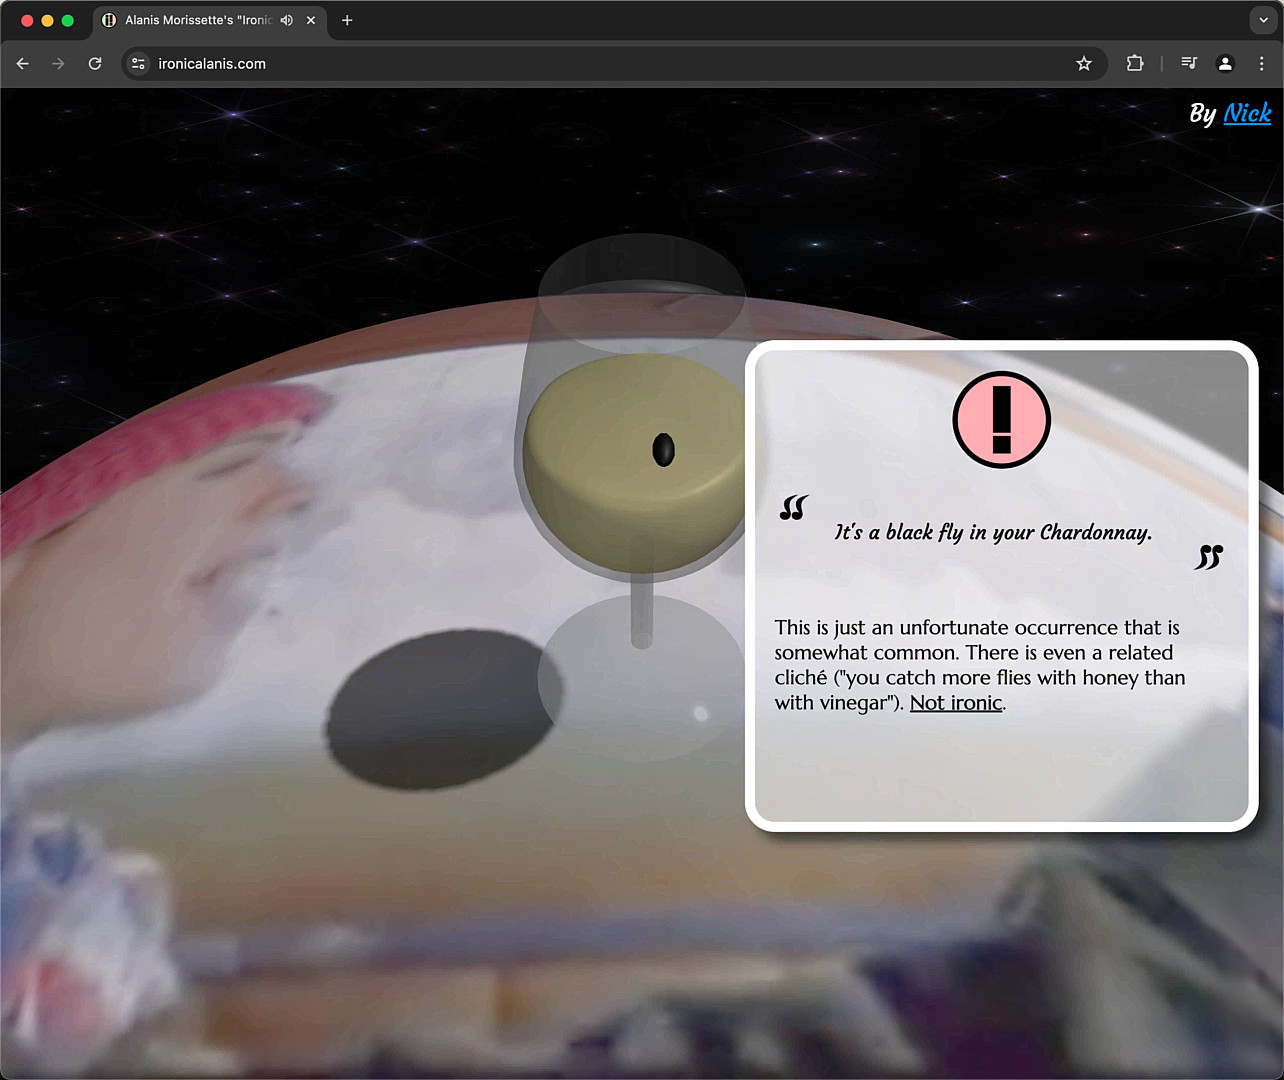 Alanis Morissette's "Ironic
ironicalanis.com
By Nick
!
“
It's a black fly in your Chardonnay.
”
This is just an unfortunate occurrence that is
somewhat common. There is even a related
cliché ("you catch more flies with honey than
with vinegar"). Not ironic.